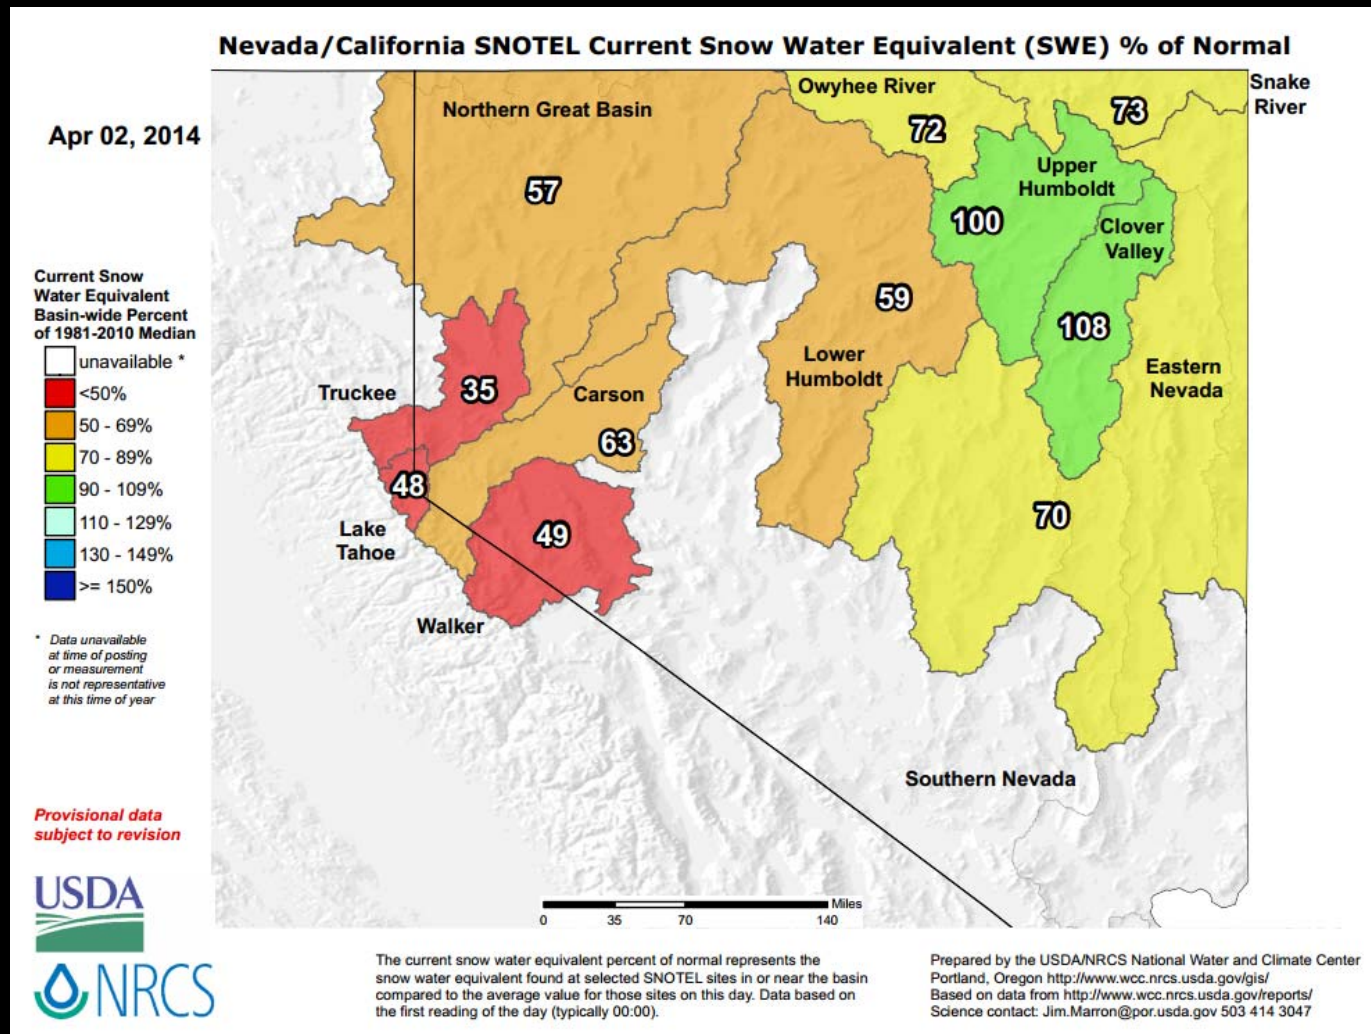 Nevada/California SNOTEL Current Snow Water Equivalent (SWE) % of Normal
Apr 02, 2014
Northern Great Basin
57
Owyhee River
72
73
Snake
River
Upper
Humboldt
100
Clover
Valley
108
59
Lower
Humboldt
Eastern
Nevada
70
Truckee
35
Carson
63
48
Lake
Tahoe
49
Walker
Southern Nevada
Current Snow
Water Equivalent
Basin-wide Percent
of 1981-2010 Median
unavailable *
<50%
50 - 69%
70 - 89%
90 - 109%
110 - 129%
130 - 149%
>= 150%
* Data unavailable
at time of posting
or measurement
is not representative
at this time of year
Provisional data
subject to revision
USDA
NRCS
Miles
0 35 70 140
The current snow water equivalent percent of normal represents the
snow water equivalent found at selected SNOTEL sites in or near the basin
compared to the average value for those sites on this day. Data based on
the first reading of the day (typically 00:00).
Prepared by the USDA/NRCS National Water and Climate Center
Portland, Oregon http://www.wcc.nrcs.usda.gov/gis/
Based on data from http://www.wcc.nrcs.usda.gov/reports/
Science contact: Jim.Marron@por.usda.gov 503 414 3047